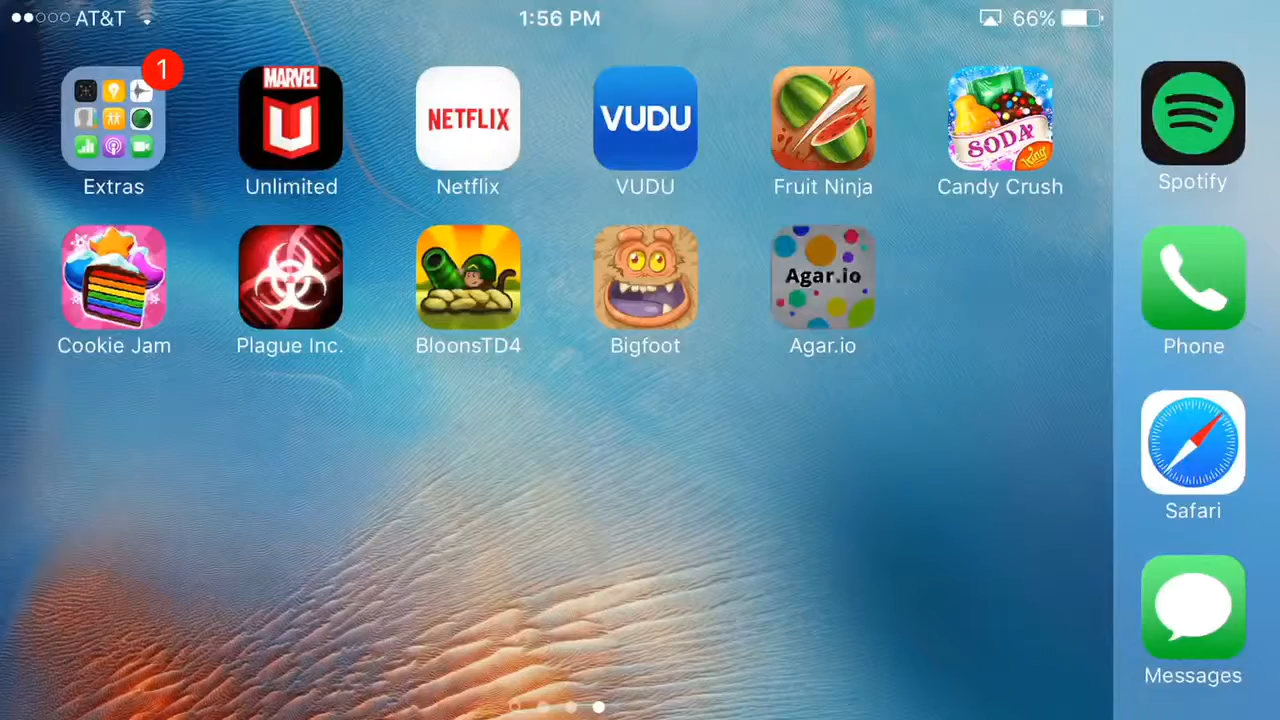 AT&T
1:56 PM
66%
1
MARVEL
U
NETFLIX
VUDU
SODA
King
Extras
Unlimited
Netflix
VUDU
Fruit Ninja
Candy Crush
Spotify
Agar.io
Cookie Jam
Plague Inc.
BloonsTD4
Bigfoot
Agar.io
Phone
Safari
Messages